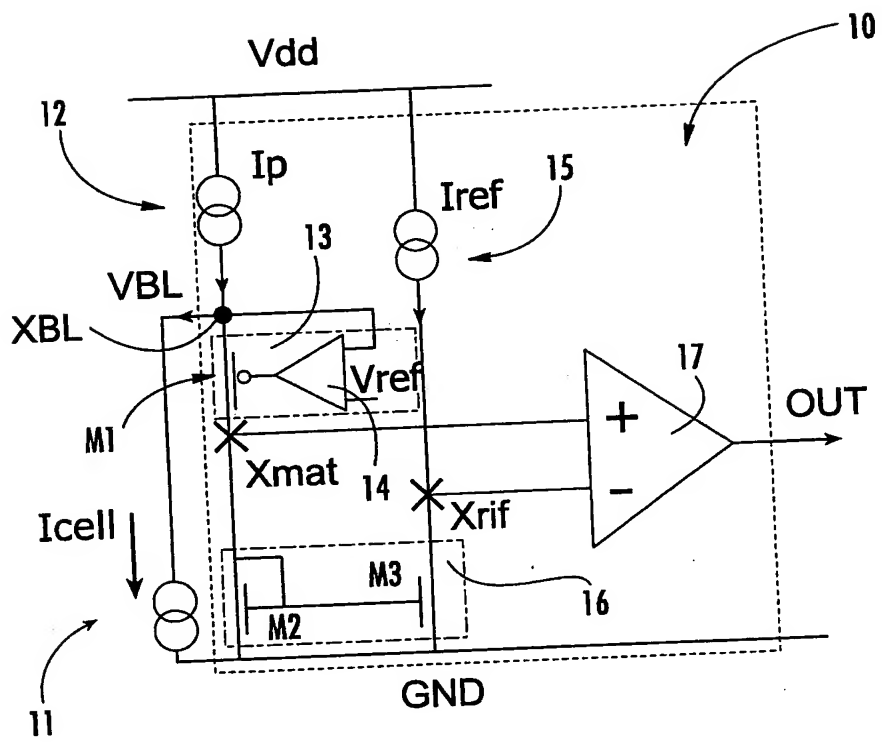 10
Vdd
12
Ip
Iref
15
13
VBL
XBL
Vref
17
OUT
M1
+
Xmat
14
−
Xrif
Icell
M3
16
M2
GND
11